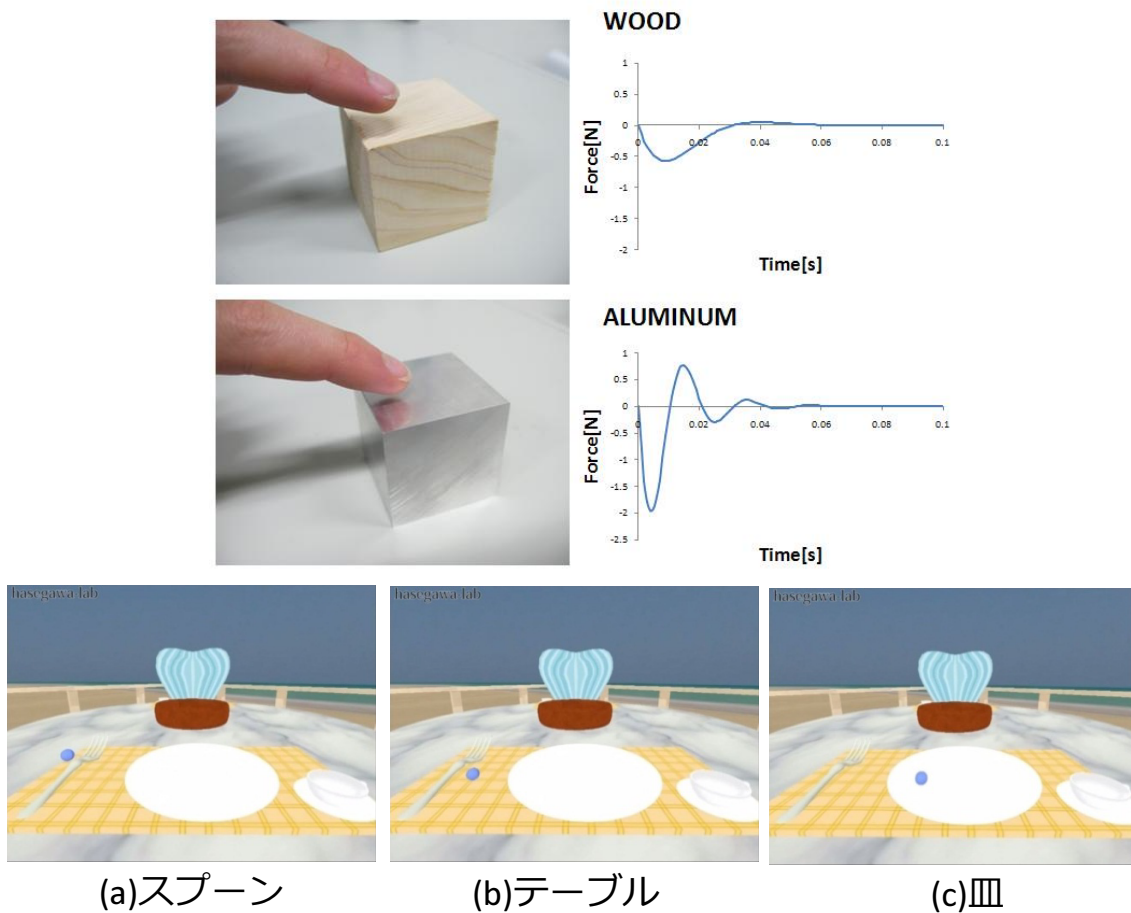 WOOD
1
0.5
0
-0.5
-1
-1.5
-2
0
0.02
0.04
0.06
0.08
0.1
Force[N]
Time[s]
ALUMINUM
1
0.5
0
-0.5
-1
-1.5
-2
-2.5
0
0.02
0.04
0.06
0.08
0.1
Force[N]
Time[s]
hasegawa lab
hasegawa lab
hasegawa lab
(a)スプーン
(b)テーブル
(c)皿